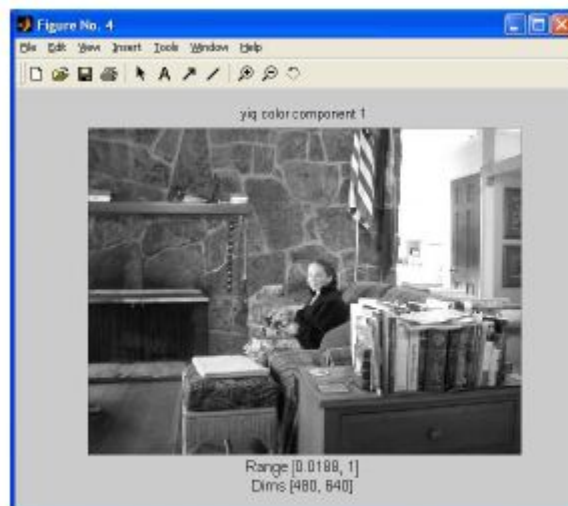 Figure No. 4
File Edit View Insert Tools Window Help
A
yiq color component 1
Range [0.0188, 1]
Dims [480, 640]